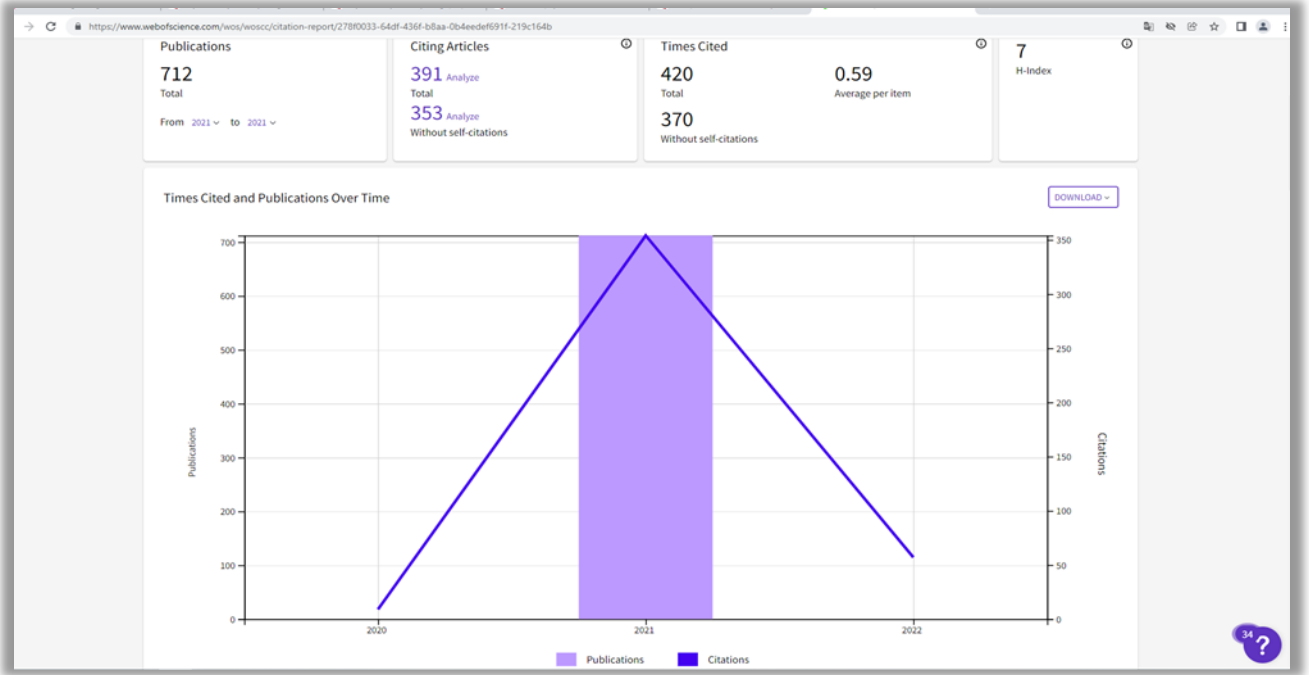 https://www.webofscience.com/wos/woscc/citation-report/278f0033-64df-436f-b8aa-0b4eedef691f-219c164b
Publications
712
Total
From 2021 to 2021
Citing Articles
391 Analyze
Total
353 Analyze
Without self-citations
Times Cited
420
Total
370
Without self-citations
0.59
Average per item
7
H-Index
Times Cited and Publications Over Time
DOWNLOAD
Publications
700
600
500
400
300
200
100
0
2020
2021
2022
350
300
250
200
150
100
50
0
Citations
Publications
Citations
34
?